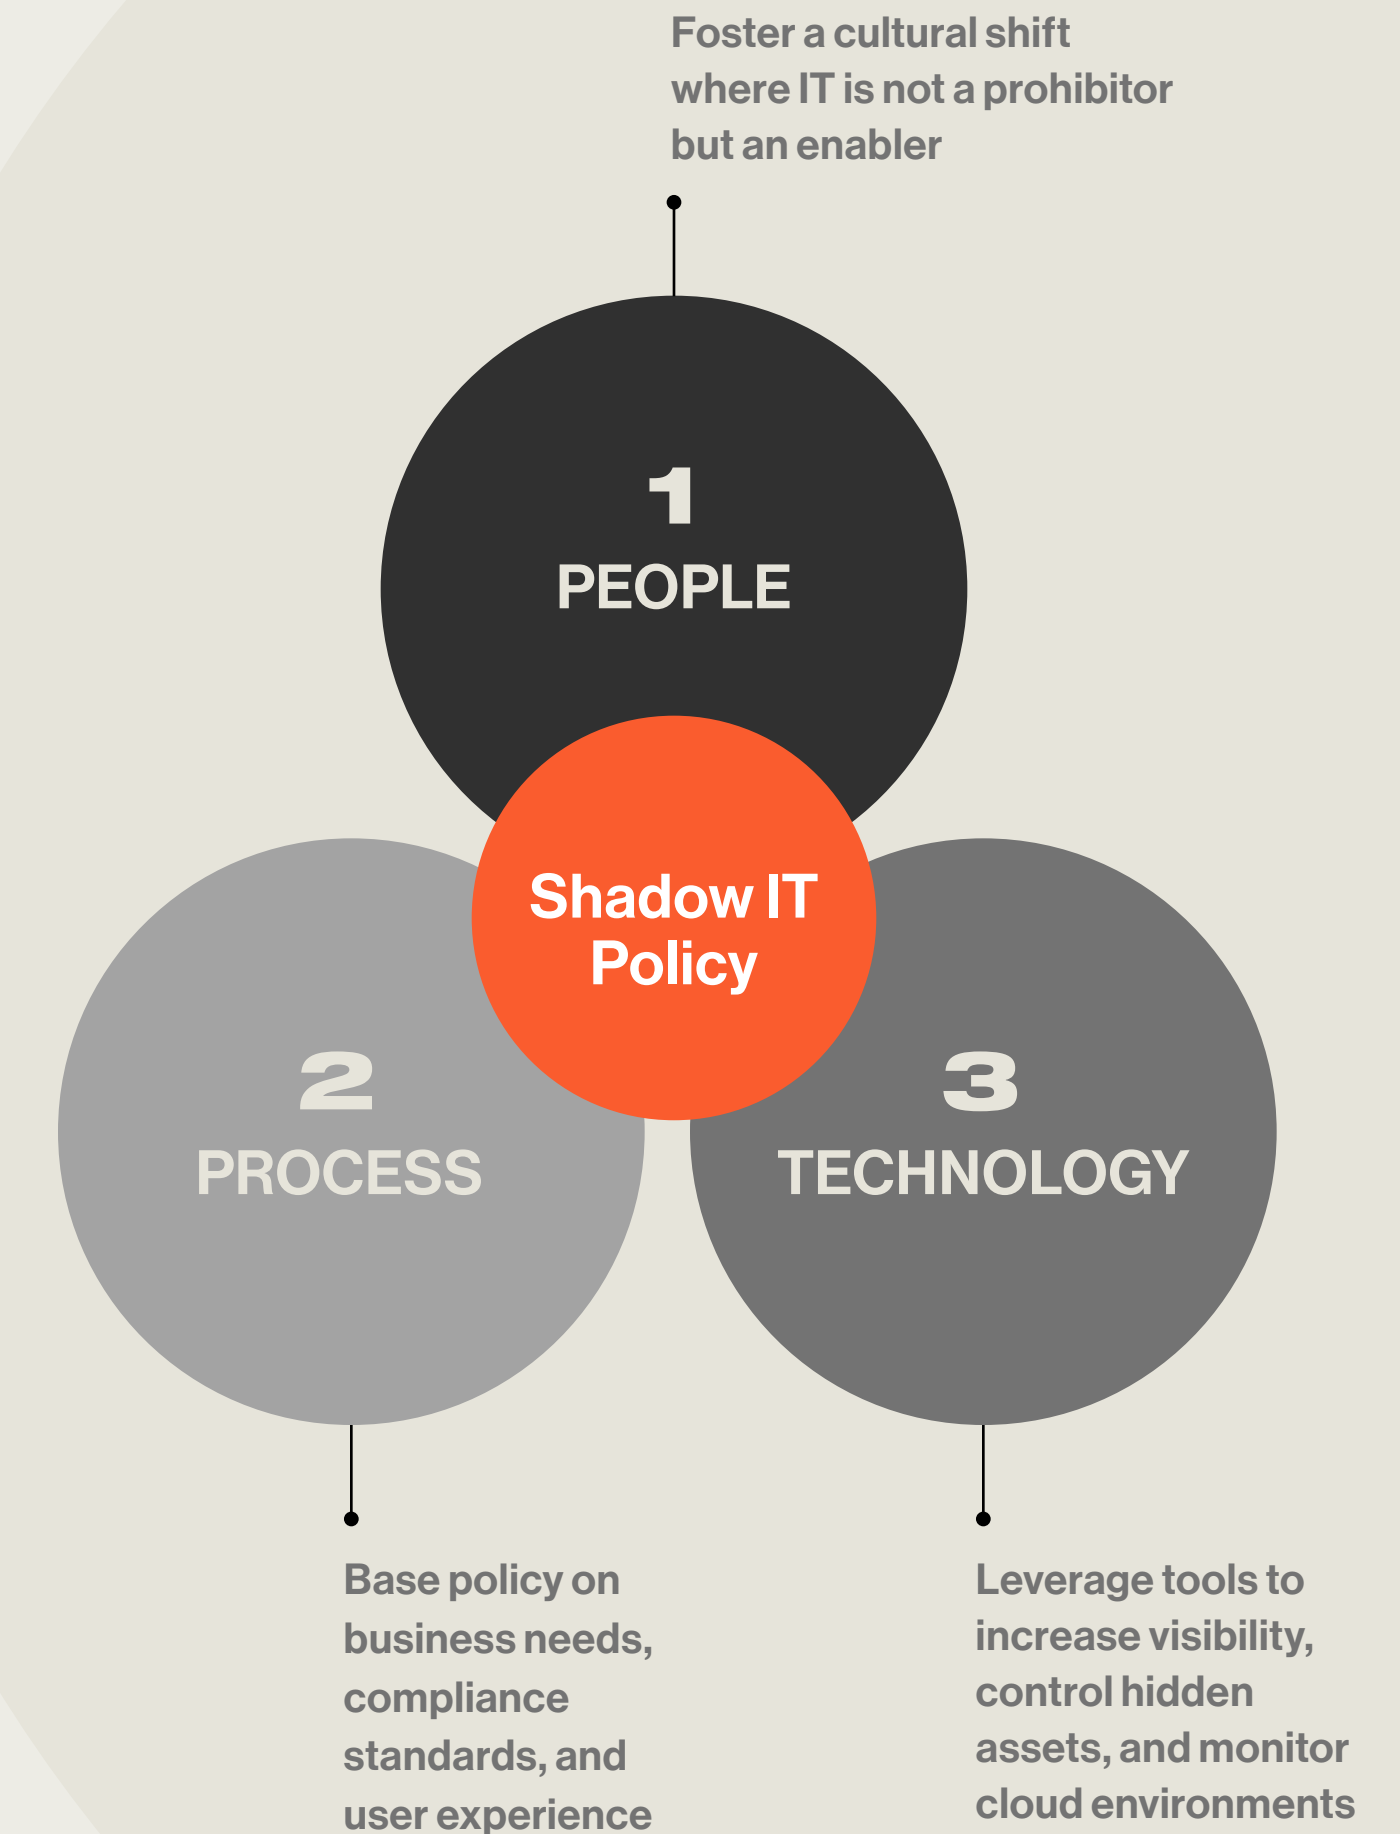 Foster a cultural shift
where IT is not a prohibitor
but an enabler
1
PEOPLE
Shadow IT
Policy
2
PROCESS
3
TECHNOLOGY
Base policy on
business needs,
compliance
standards, and
user experience
Leverage tools to
increase visibility,
control hidden
assets, and monitor
cloud environments